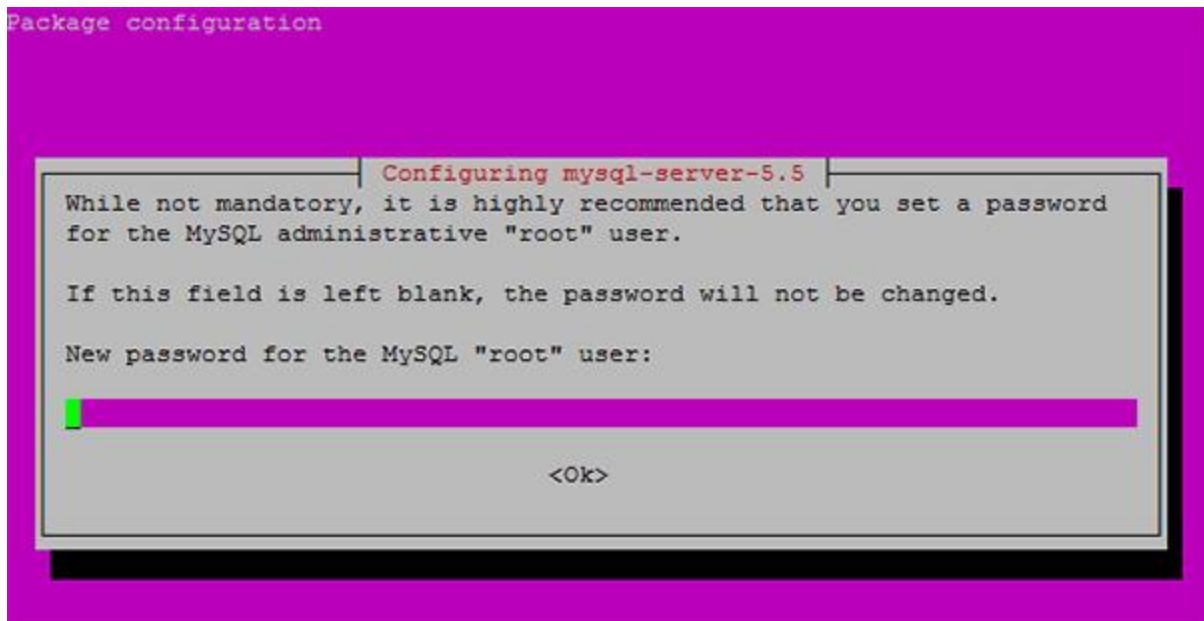 Package configuration
Configuring mysql-server-5.5
While not mandatory, it is highly recommended that you set a password
for the MySQL administrative "root" user.
If this field is left blank, the password will not be changed.
New password for the MySQL "root" user:
<Ok>